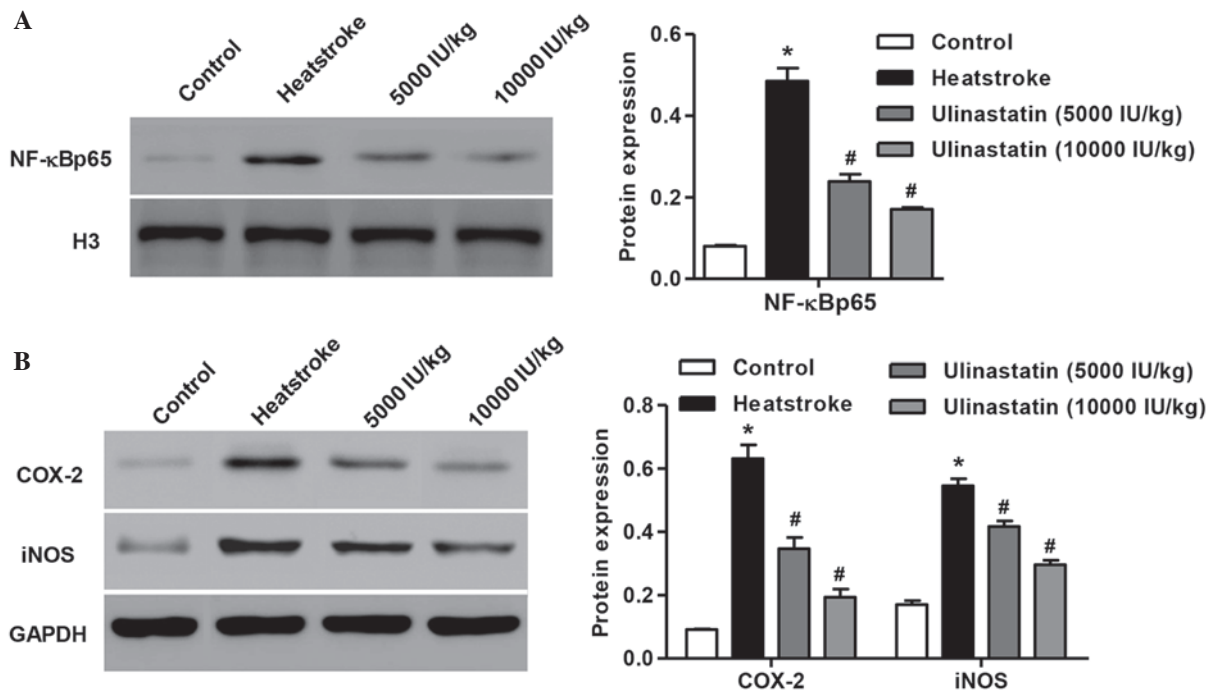 A
Control
Heatstroke
5000 IU/kg
10000 IU/kg
NF-κBp65
H3
Protein expression
0.6
0.4
0.2
0.0
*
#
#
NF-κBp65
Control
Heatstroke
Ulinastatin (5000 IU/kg)
Ulinastatin (10000 IU/kg)
B
Control
Heatstroke
5000 IU/kg
10000 IU/kg
COX-2
iNOS
GAPDH
Control
Heatstroke
Ulinastatin (5000 IU/kg)
Ulinastatin (10000 IU/kg)
Protein expression
0.8
0.6
0.4
0.2
0.0
*
#
#
*
#
#
COX-2
iNOS